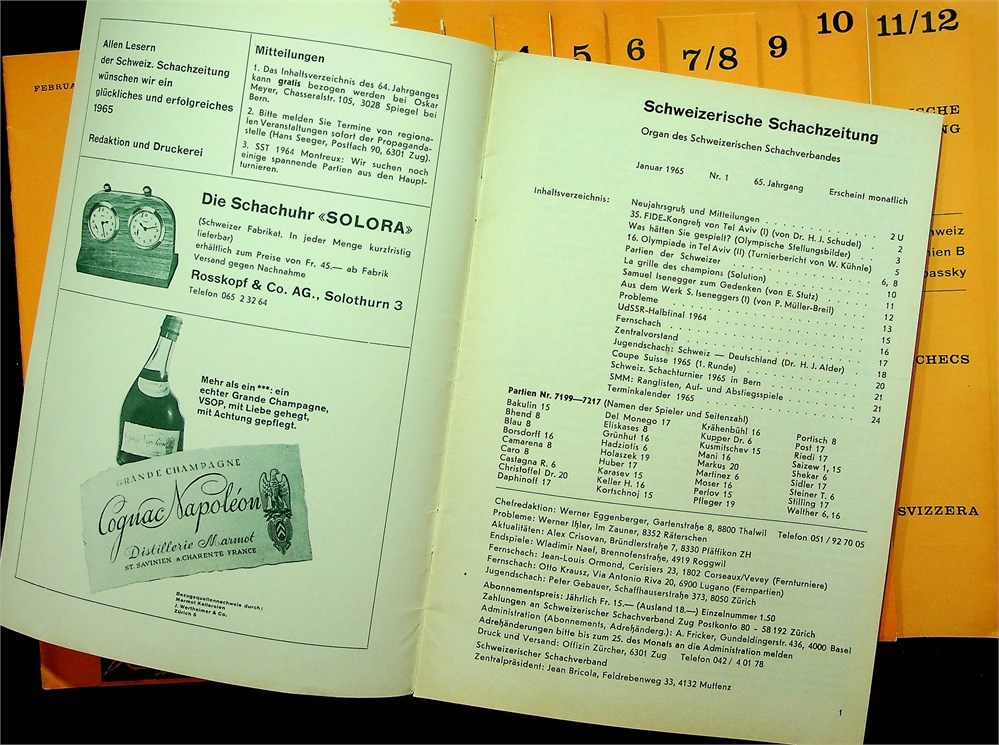 FEBRUA
4
5
6
7/8
9
10
11/12
SCHE
NG
weiz
ien B
passky
CHECS
SVIZZERA
Allen Lesern
der Schweiz. Schachzeitung
wünschen wir ein
glückliches und erfolgreiches
1965
Redaktion und Druckerei
Mitteilungen
1. Das Inhaltsverzeichnis des 64. Jahrganges
kann gratis bezogen werden bei Oskar
Meyer, Chasseralstr. 105, 3028 Spiegel bei
Bern.
2. Bitte melden Sie Termine von regiona-
len Veranstaltungen sofort der Propaganda-
stelle (Hans Seeger, Postfach 90, 6301 Zug).
3. SST 1964 Montreux: Wir suchen noch
einige spannende Partien aus den Haupt-
turnieren.
Die Schachuhr «SOLORA»
(Schweizer Fabrikat. In jeder Menge kurzfristig
lieferbar)
erhältlich zum Preise von Fr. 45.— ab Fabrik
Versand gegen Nachnahme
Rosskopf & Co. AG., Solothurn 3
Telefon 065 2 32 64
Mehr als ein ***: ein
echter Grande Champagne,
VSOP, mit Liebe gehegt,
mit Achtung gepflegt.
GRANDE CHAMPAGNE
Cognac Napoléon
Distillerie Marmot
ST. SAVINIEN s. CHARENTE FRANCE
Bezugsquellennachweis durch:
Marmot Kellereien
J. Wertheimer & Co.
Zürich 5
Schweizerische Schachzeitung
Organ des Schweizerischen Schachverbandes
Januar 1965 Nr. 1 65. Jahrgang Erscheint monatlich
Inhaltsverzeichnis:
Neujahrsgruß und Mitteilungen . . . 2 U
35. FIDE-Kongreß von Tel Aviv (I) (von Dr. H. J. Schudel) . . . 2
Was hätten Sie gespielt? (Olympische Stellungsbilder) . . . 3
16. Olympiade in Tel Aviv (II) (Turnierbericht von W. Kühnle) . . . 5
Partien der Schweizer . . . 6, 8
La grille des champions (Solution) . . . 10
Samuel Isenegger zum Gedenken (von E. Stutz) . . . 11
Aus dem Werk S. Iseneggers (I) (von P. Müller-Breil) . . . 12
Probleme . . . 13
UdSSR-Halbfinal 1964 . . . 15
Fernschach . . . 16
Zentralvorstand . . . 17
Jugendschach: Schweiz — Deutschland (Dr. H. J. Alder) . . . 18
Coupe Suisse 1965 (1. Runde) . . . 20
Schweiz. Schachturnier 1965 in Bern . . . 21
SMM: Ranglisten, Auf- und Abstiegsspiele . . . 21
Terminkalender 1965 . . . 24
Partien Nr. 7199—7217 (Namen der Spieler und Seitenzahl)
Bakulin 15
Bhend 8
Blau 8
Borsdorff 16
Camarena 8
Caro 8
Castagna R. 6
Christoffel Dr. 20
Daphinoff 17
Del Monego 17
Eliskases 8
Grünhut 16
Hadziotis 6
Holaszek 19
Huber 17
Karasev 15
Keller H. 16
Kortschnoj 15
Krähenbühl 16
Kupper Dr. 6
Kusmitschev 15
Mani 16
Markus 20
Martinez 6
Moser 16
Perlov 15
Pfleger 19
Portisch 8
Post 17
Riedi 17
Saizew 1, 15
Shekar 6
Sidler 17
Steiner T. 6
Stilling 17
Walther 6, 16
Chefredaktion: Werner Eggenberger, Gartenstraße 8, 8800 Thalwil Telefon 051 / 92 70 05
Probleme: Werner Ißler, Im Zauner, 8352 Räterschen
Aktualitäten: Alex Crisovan, Bründlerstraße 7, 8330 Pfäffikon ZH
Endspiele: Wladimir Naef, Brennofenstraße, 4919 Roggwil
Fernschach: Jean-Louis Ormond, Cerisiers 23, 1802 Corseaux/Vevey (Fernturniere)
Fernschach: Otto Krausz, Via Antonio Riva 20, 6900 Lugano (Fernpartien)
Jugendschach: Peter Gebauer, Schaffhauserstraße 373, 8050 Zürich
Abonnementspreis: Jährlich Fr. 15.— (Ausland 18.—) Einzelnummer 1.50
Zahlungen an Schweizerischer Schachverband Zug Postkonto 80 - 58 192 Zürich
Administration (Abonnements, Adreßänderg.): A. Fricker, Gundeldingerstr. 436, 4000 Basel
Adreßänderungen bitte bis zum 25. des Monats an die Administration melden
Druck und Versand: Offizin Zürcher, 6301 Zug Telefon 042 / 4 01 78
Schweizerischer Schachverband
Zentralpräsident: Jean Bricola, Feldrebenweg 33, 4132 Muttenz
1